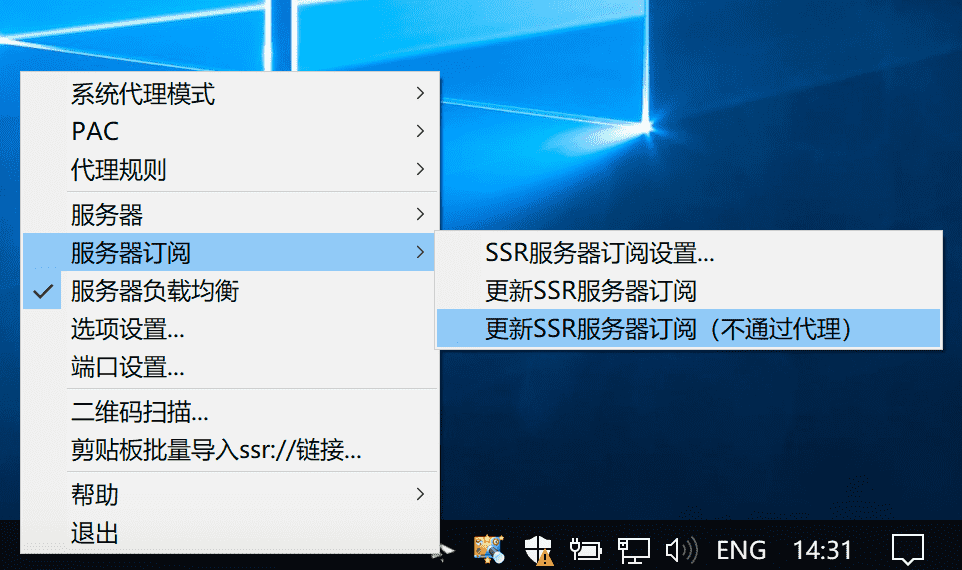 系统代理模式
PAC
代理规则
服务器
服务器订阅
服务器负载均衡
选项设置...
端口设置...
二维码扫描...
剪贴板批量导入ssr://链接...
帮助
退出
SSR服务器订阅设置...
更新SSR服务器订阅
更新SSR服务器订阅（不通过代理）
ENG 14:31